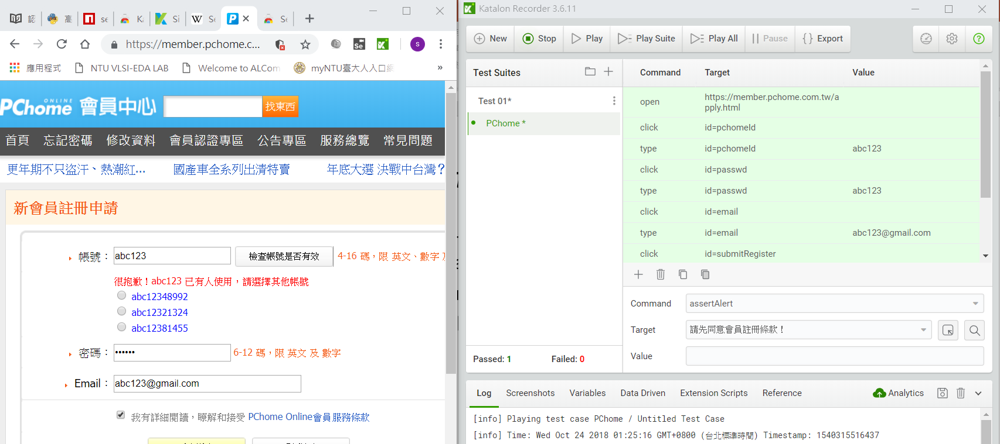 https://member.pchome.c...
應用程式
NTU VLSI-EDA LAB
Welcome to ALCom
myNTU臺大人入口網
»
PChome ONLINE 會員中心
找東西
首頁 忘記密碼 修改資料 會員認證專區 公告專區 服務總覽 常見問題
更年期不只盜汗、熱潮紅... 國產車全系列出清特賣 年底大選 決戰中台灣?
新會員註冊申請
帳號： abc123 檢查帳號是否有效 4-16 碼，限 英文、數字
很抱歉！abc123 已有人使用，請選擇其他帳號
abc12348992
abc12321324
abc12381455
密碼： •••••• 6-12 碼，限 英文 及 數字
Email： abc123@gmail.com
我有詳細閱讀，瞭解和接受 PChome Online會員服務條款
Katalon Recorder 3.6.11
New Stop Play Play Suite Play All Pause Export
Test Suites
Test 01*
PChome *
Passed: 1 Failed: 0
Command Target Value
open https://member.pchome.com.tw/a
pply.html
click id=pchomeId
type id=pchomeId abc123
click id=passwd
type id=passwd abc123
click id=email
type id=email abc123@gmail.com
click id=submitRegister
Command assertAlert
Target 請先同意會員註冊條款！
Value
Log Screenshots Variables Data Driven Extension Scripts Reference Analytics
[info] Playing test case PChome / Untitled Test Case
[info] Time: Wed Oct 24 2018 01:25:16 GMT+0800 (台北標準時間) Timestamp: 1540315516437